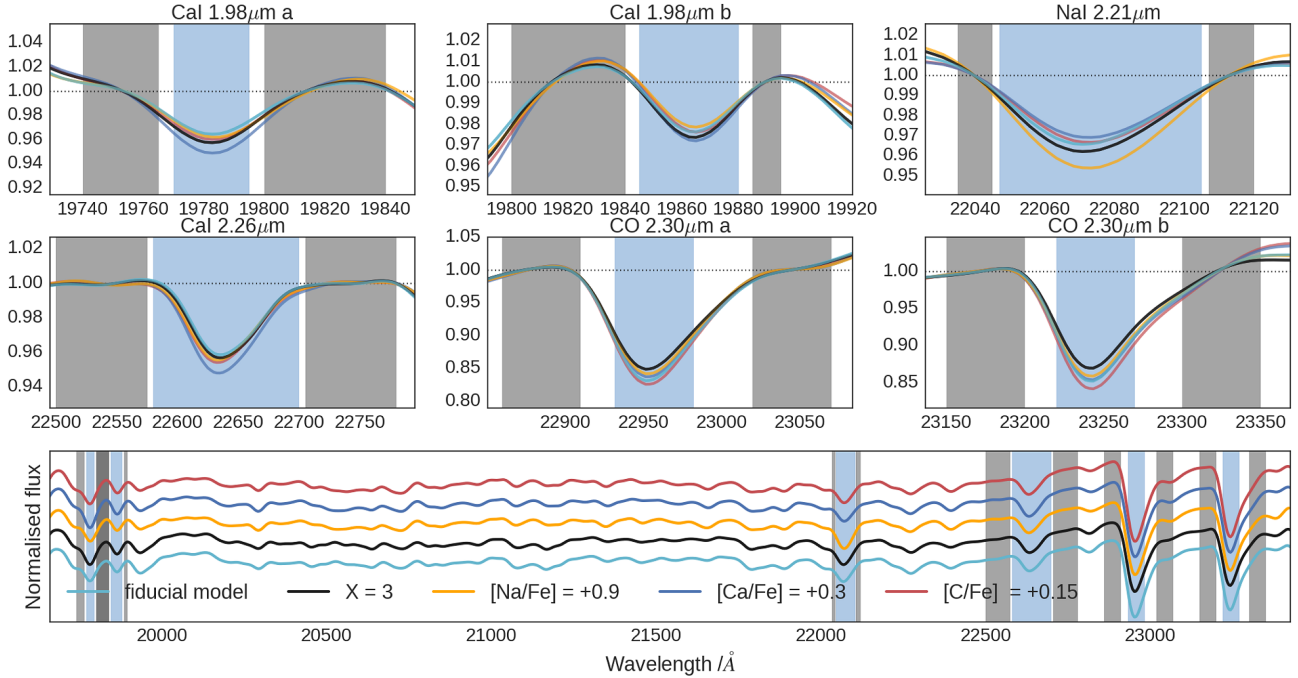 CaI 1.98μm a
CaI 1.98μm b
NaI 2.21μm
1.04
1.02
1.00
0.98
0.96
0.94
0.92
19740 19760 19780 19800 19820 19840
1.02
1.01
1.00
0.99
0.98
0.97
0.96
0.95
19800 19820 19840 19860 19880 19900 19920
1.02
1.01
1.00
0.99
0.98
0.97
0.96
0.95
22040 22060 22080 22100 22120
CaI 2.26μm
CO 2.30μm a
CO 2.30μm b
1.02
1.00
0.98
0.96
0.94
22500 22550 22600 22650 22700 22750
1.05
1.00
0.95
0.90
0.85
0.80
22900 22950 23000 23050
1.00
0.95
0.90
0.85
23150 23200 23250 23300 23350
Normalised flux
fiducial model X = 3 [Na/Fe] = +0.9 [Ca/Fe] = +0.3 [C/Fe] = +0.15
20000 20500 21000 21500 22000 22500 23000
Wavelength /Å